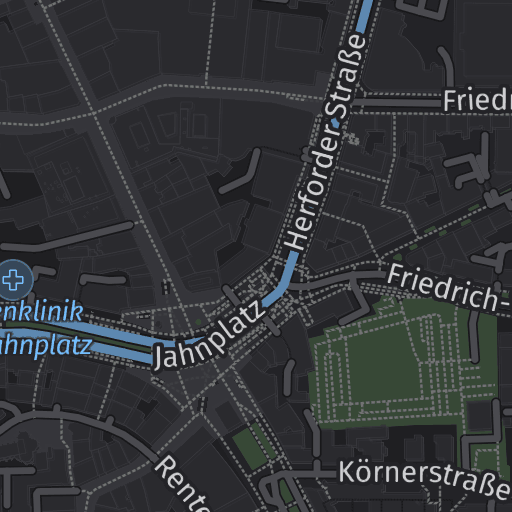 Friedr
Herforder Straße
Friedrich-
enklinik
ahnplatz
Jahnplatz
Körnerstraße
Rente